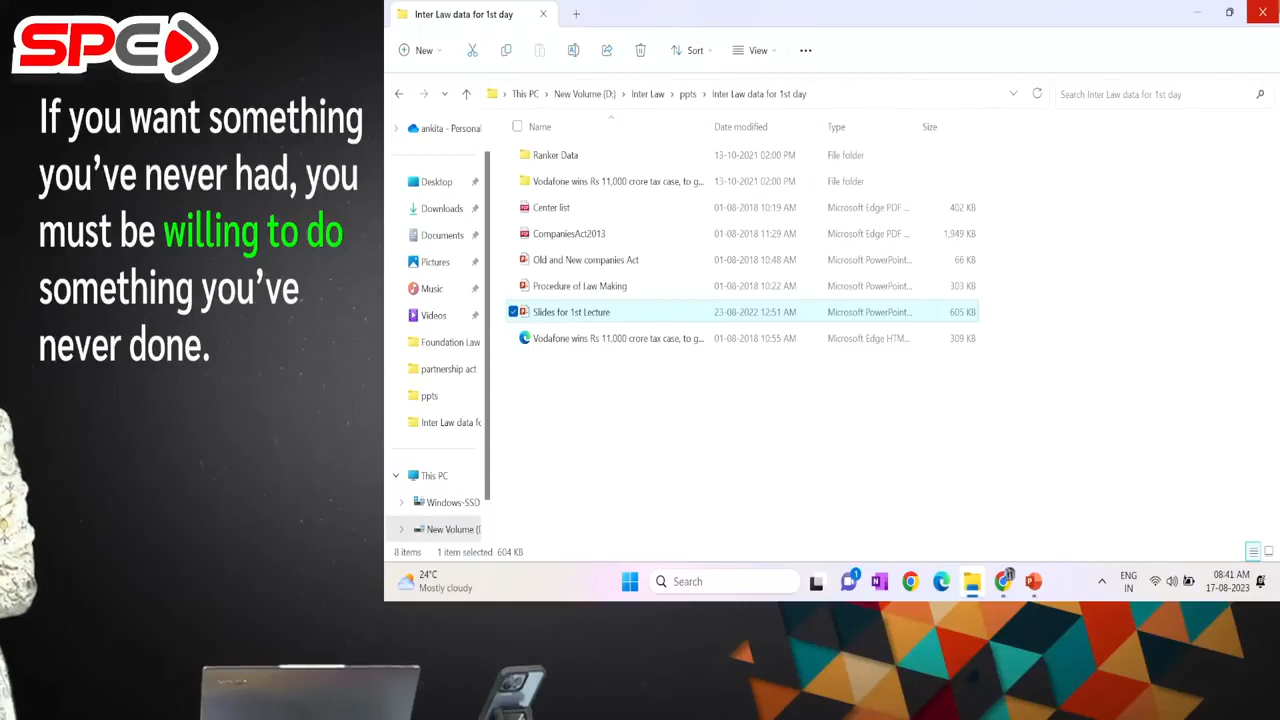 SPC
If you want something
you've never had, you
must be willing to do
something you've
never done.
Inter Law data for 1st day
New
Sort
View
This PC
New Volume (D:)
Inter Law
ppts
Inter Law data for 1st day
Search Inter Law data for 1st day
ankita - Personal
Desktop
Downloads
Documents
Pictures
Music
Videos
Foundation Law
partnership act
ppts
Inter Law data fo
This PC
Windows-SSD
New Volume (
Name Date modified Type Size
Ranker Data 13-10-2021 02:00 PM File folder
Vodafone wins Rs 11,000 crore tax case, to g... 13-10-2021 02:00 PM File folder
Center list 01-08-2018 10:19 AM Microsoft Edge PDF ... 402 KB
CompaniesAct2013 01-08-2018 11:29 AM Microsoft Edge PDF ... 1,949 KB
Old and New companies Act 01-08-2018 10:48 AM Microsoft PowerPoint... 66 KB
Procedure of Law Making 01-08-2018 10:22 AM Microsoft PowerPoint... 303 KB
Slides for 1st Lecture 23-08-2022 12:51 AM Microsoft PowerPoint... 605 KB
Vodafone wins Rs 11,000 crore tax case, to g... 01-08-2018 10:55 AM Microsoft Edge HTM... 309 KB
8 items 1 item selected 604 KB
24°C
Mostly cloudy
Search
1
ENG
IN
08:41 AM
17-08-2023